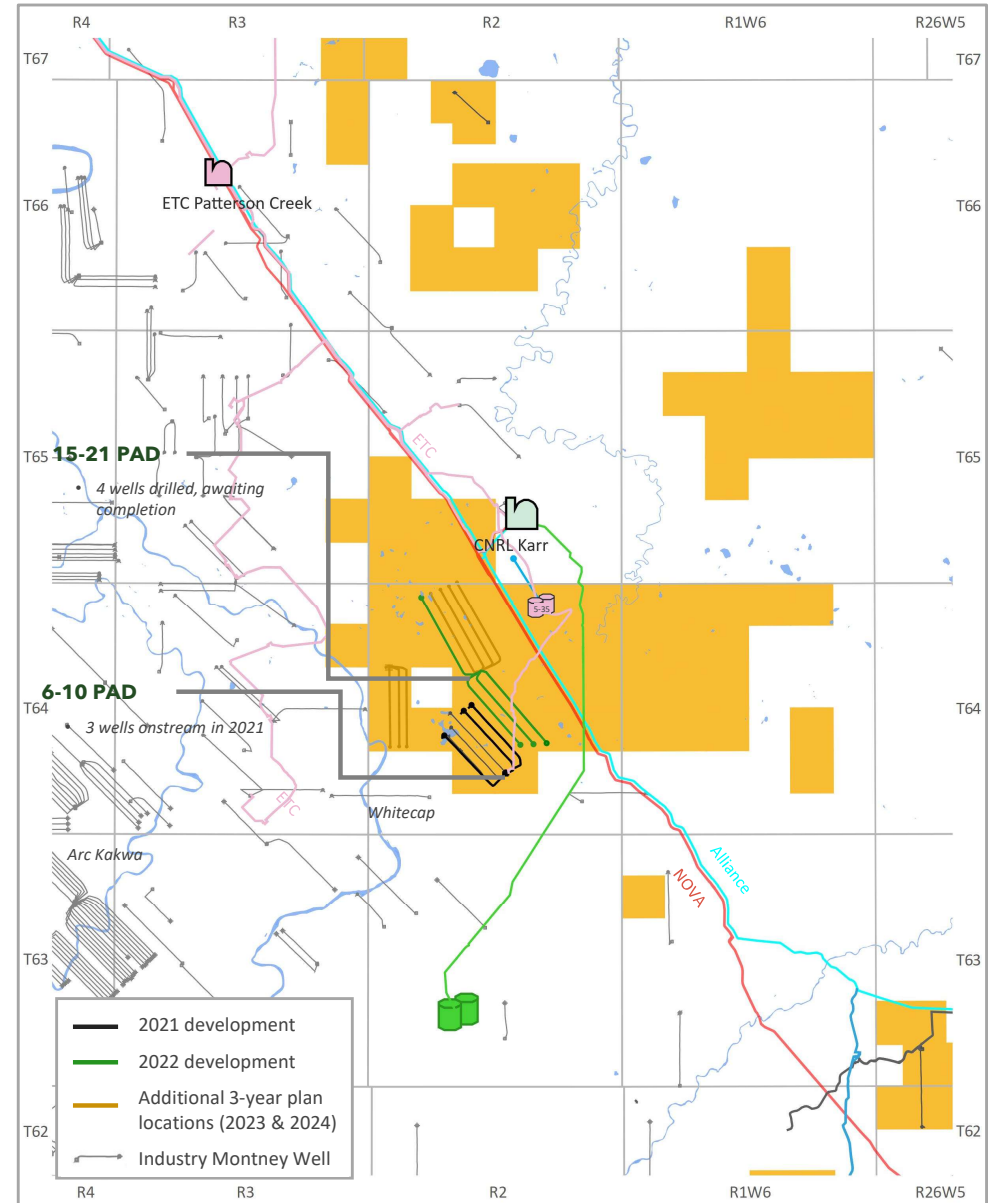 R4 R3 R2 R1W6 R26W5
T67 T67
ETC Patterson Creek
T66 T66
ETC
15-21 PAD
T65 T65
• 4 wells drilled, awaiting
completion
CNRL Karr
5-35
6-10 PAD
T64 T64
3 wells onstream in 2021
ETC
Whitecap
Arc Kakwa
Alliance
NOVA
T63 T63
2021 development
2022 development
Additional 3-year plan
locations (2023 & 2024)
T62 T62
Industry Montney Well
R4 R3 R2 R1W6 R26W5